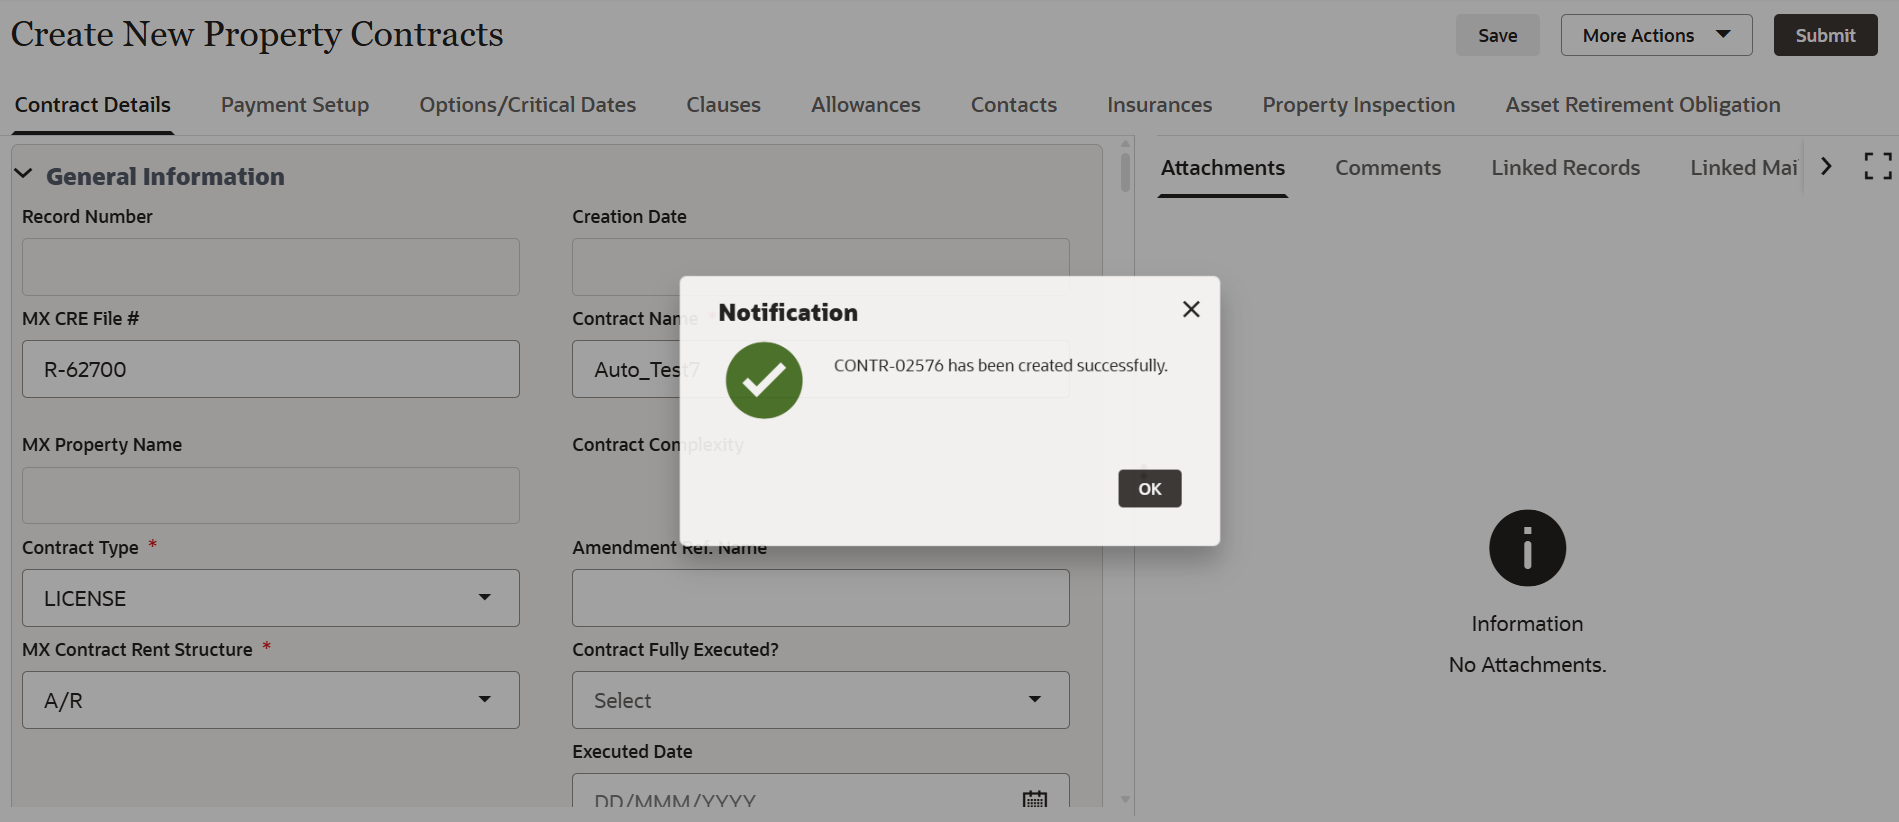 Create New Property Contracts
Save
More Actions
Submit
Contract Details
Payment Setup
Options/Critical Dates
Clauses
Allowances
Contacts
Insurances
Property Inspection
Asset Retirement Obligation
General Information
Record Number
Creation Date
MX CRE File #
R-62700
Contract Name *
Auto_Test7
MX Property Name
Contract Complexity
Contract Type *
LICENSE
Amendment Ref. Name
MX Contract Rent Structure *
A/R
Contract Fully Executed?
Select
Executed Date
DD/MMM/YYYY
Notification
CONTR-02576 has been created successfully.
OK
Attachments
Comments
Linked Records
Linked Mai
Information
No Attachments.